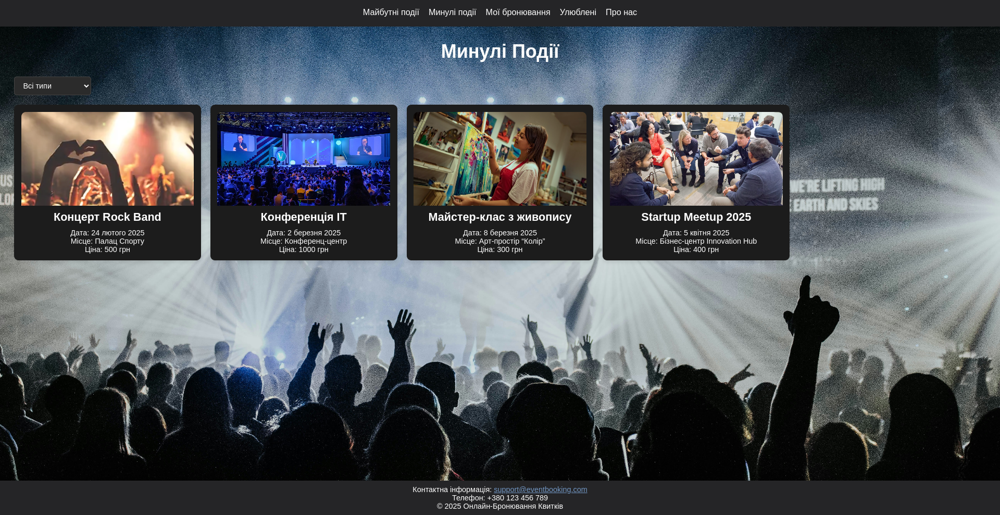 Майбутні події Минулі події Мої бронювання Улюблені Про нас
Минулі Події
Всі типи
WE'RE LIFTING HIGH
EARTH AND SKIES
Концерт Rock Band
Дата: 24 лютого 2025
Місце: Палац Спорту
Ціна: 500 грн
Конференція IT
Дата: 2 березня 2025
Місце: Конференц-центр
Ціна: 1000 грн
Майстер-клас з живопису
Дата: 8 березня 2025
Місце: Арт-простір “Колір”
Ціна: 300 грн
Startup Meetup 2025
Дата: 5 квітня 2025
Місце: Бізнес-центр Innovation Hub
Ціна: 400 грн
Контактна інформація: support@eventbooking.com
Телефон: +380 123 456 789
© 2025 Онлайн-Бронювання Квитків